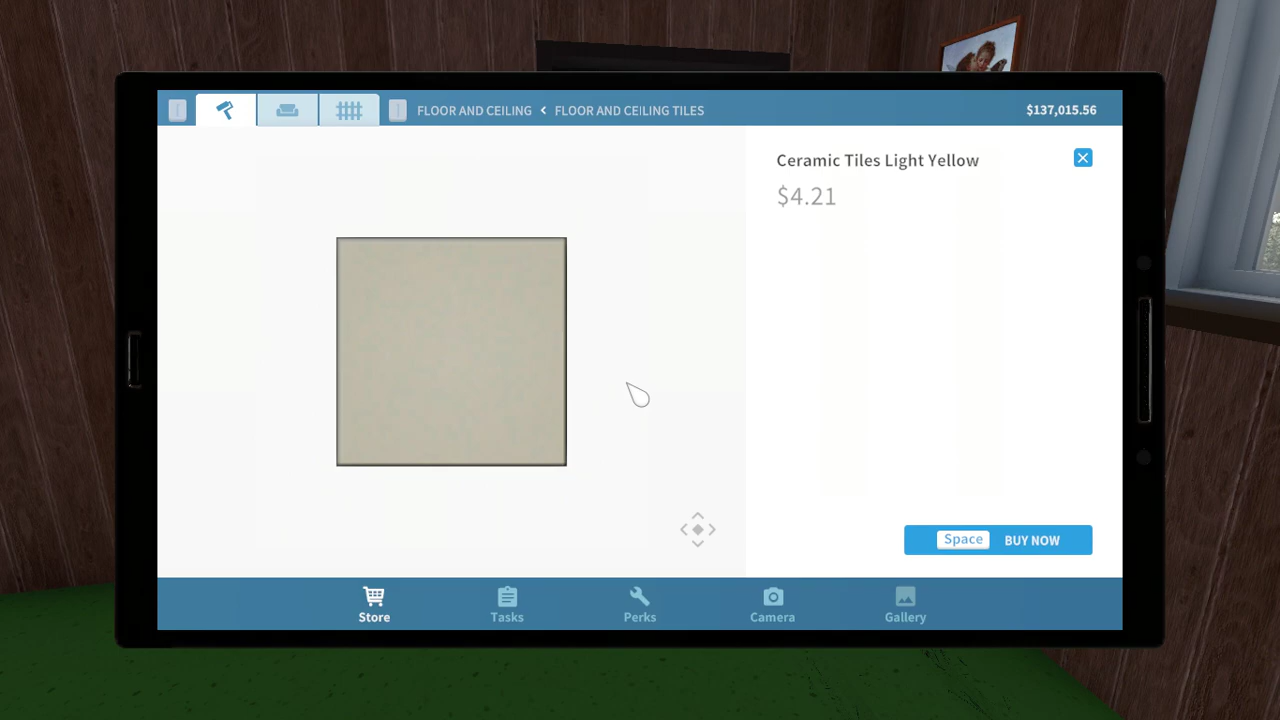 FLOOR AND CEILING < FLOOR AND CEILING TILES
$137,015.56
Ceramic Tiles Light Yellow
$4.21
Space BUY NOW
Store
Tasks
Perks
Camera
Gallery